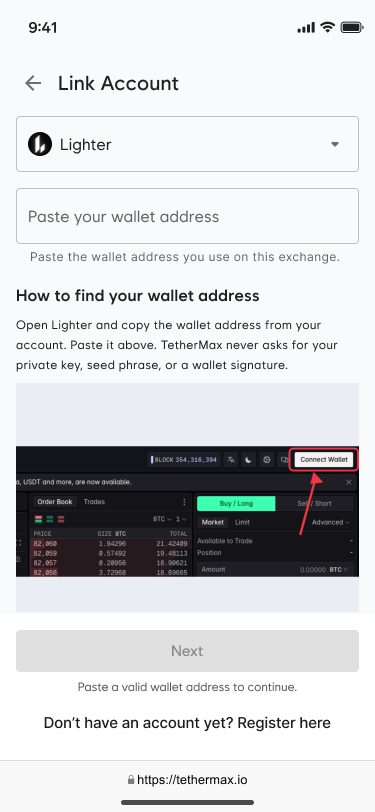 9:41
Link Account
Lighter
Paste your wallet address
Paste the wallet address you use on this exchange.
How to find your wallet address
Open Lighter and copy the wallet address from your
account. Paste it above. TetherMax never asks for your
private key, seed phrase, or a wallet signature.
BLOCK 354,316,394
Connect Wallet
a, USDT and more, are now available.
Order Book Trades
Buy / Long Sell / Short
Market Limit Advanced
BTC 1
PRICE SIZE BTC TOTAL
Available to Trade -
82,060 1.94296 21.42409
Position -
82,059 0.57492 19.48113
82,057 0.20956 18.90621
Amount 0.00000 BTC
82,056 3.72968 18.69665
Next
Paste a valid wallet address to continue.
Don't have an account yet? Register here
https://tethermax.io